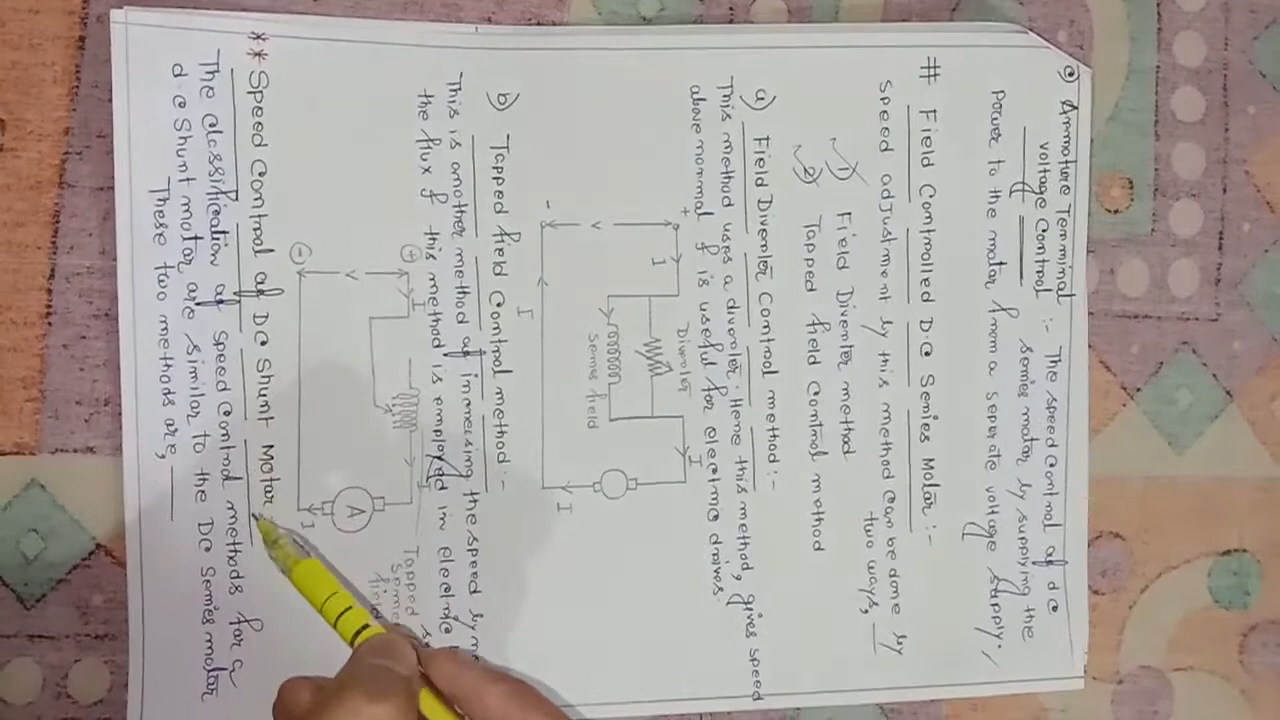 c) Armature Terminal
voltage Control :- The speed control of dc
series motor by supplying the
power to the motor from a separate voltage supply.
# Field Controlled D.C Series Motor :-
Speed adjustment by this method can be done by
two ways,
1) Field Diverter method
2) Tapped field control method
a) Field Diverter Control method :-
This method uses a diverter. Here this method, gives speed
above normal & is useful for electric drives.
+
I
Diverter
I
V
Series field
-
I
I
b) Tapped field Control method :-
This is another method of increasing the speed by
the flux & this method is employed in electric
+
I
V
I
Tapped
field
-
A
I
** Speed Control of DC Shunt Motor
The classification of speed control methods for a
d.c Shunt motor are similar to the DC Series motor
These two methods are,